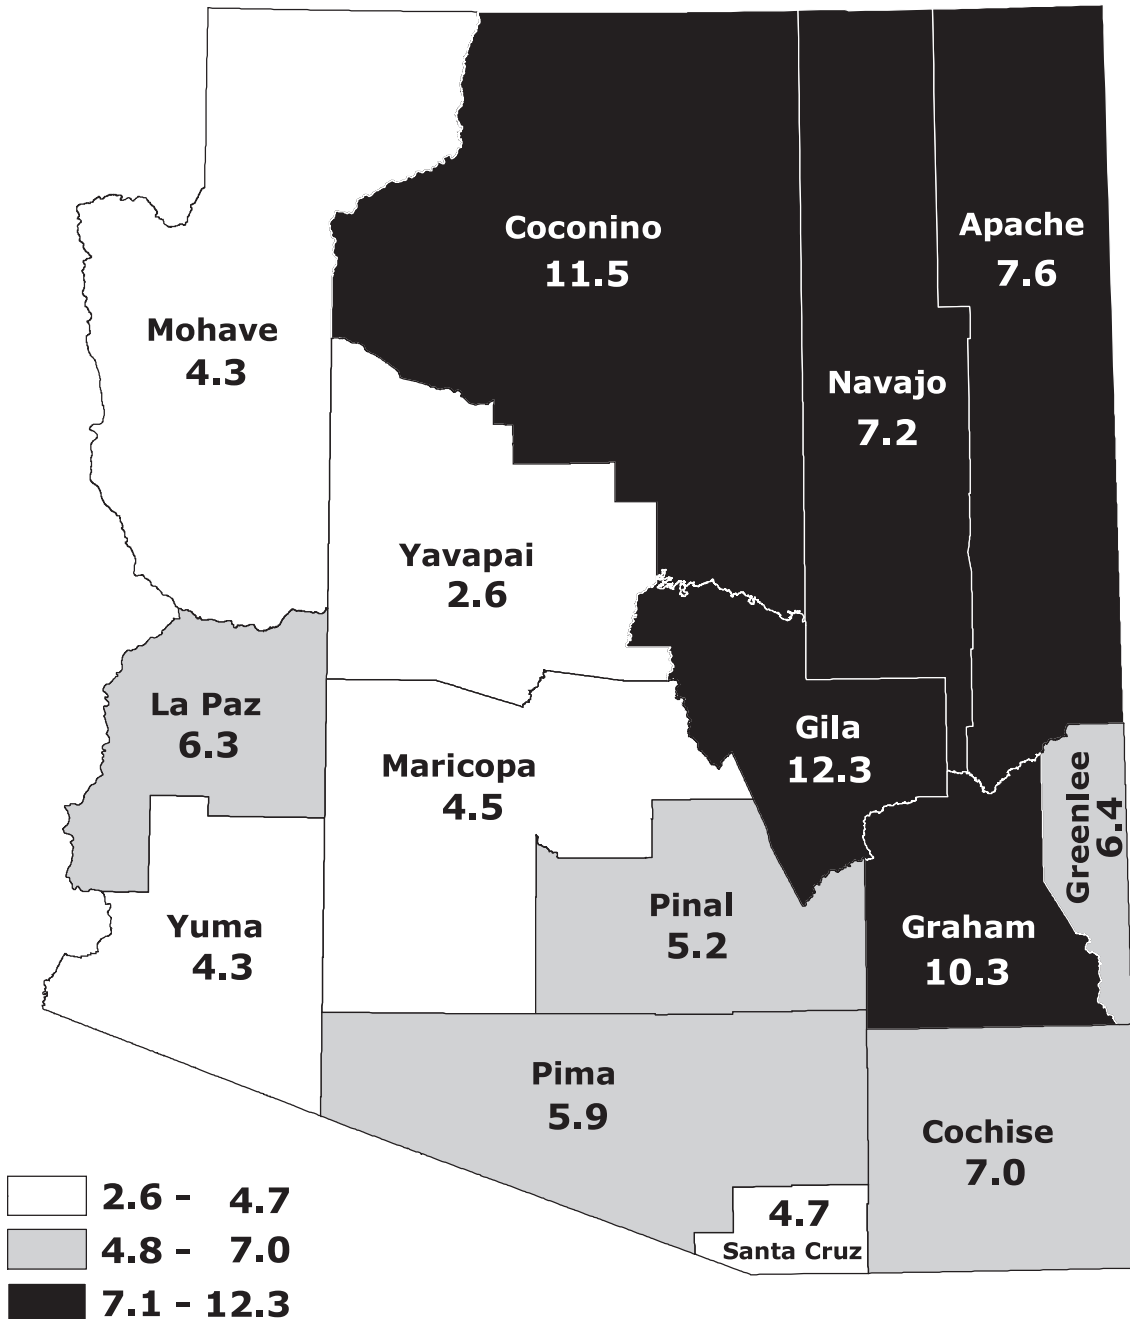 Coconino
11.5
Apache
7.6
Mohave
4.3
Navajo
7.2
Yavapai
2.6
La Paz
6.3
Maricopa
4.5
Gila
12.3
Greenlee
6.4
Pinal
5.2
Graham
10.3
Yuma
4.3
Pima
5.9
Cochise
7.0
4.7
Santa Cruz
2.6 - 4.7
4.8 - 7.0
7.1 - 12.3